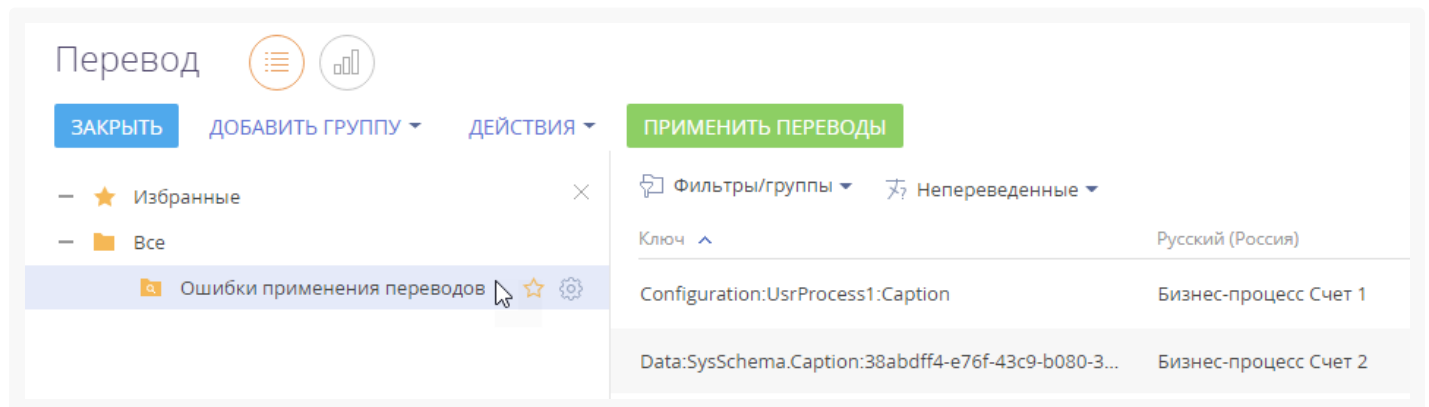 Перевод
ЗАКРЫТЬ ДОБАВИТЬ ГРУППУ ДЕЙСТВИЯ ПРИМЕНИТЬ ПЕРЕВОДЫ
Избранные
Все
Ошибки применения переводов
Фильтры/группы Непереведенные
Ключ Русский (Россия)
Configuration:UsrProcess1:Caption Бизнес-процесс Счет 1
Data:SysSchema.Caption:38abdff4-e76f-43c9-b080-3... Бизнес-процесс Счет 2